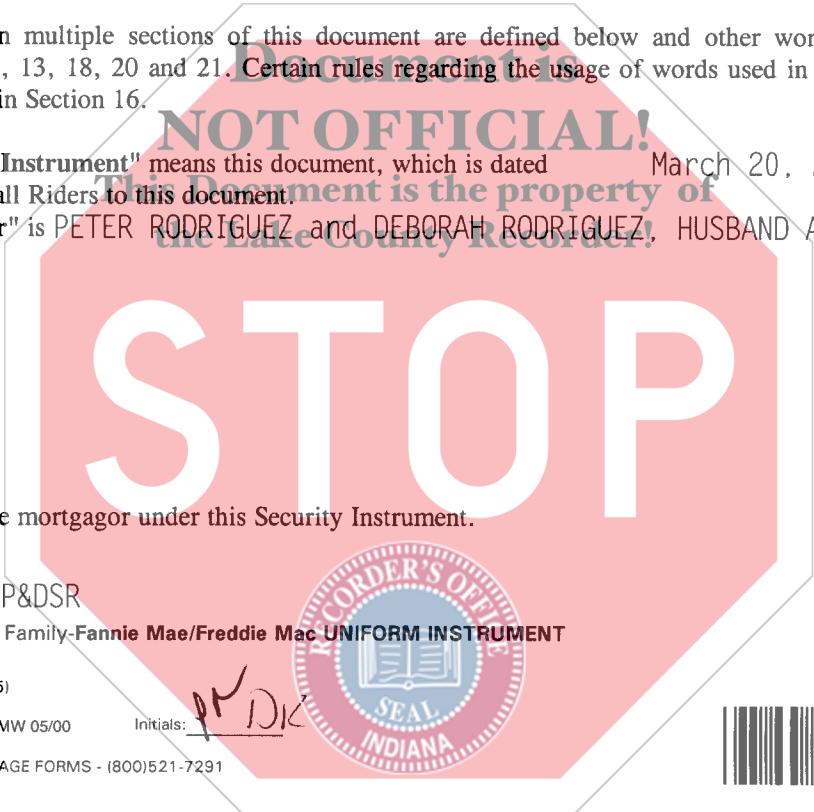 n multiple sections of this document are defined below and other wor
, 13, 18, 20 and 21. Certain rules regarding the usage of words used in
in Section 16.
Document is
NOT OFFICIAL!
This Document is the property of
the Lake County Recorder!
Instrument" means this document, which is dated March 20,
all Riders to this document.
r" is PETER RODRIGUEZ and DEBORAH RODRIGUEZ, HUSBAND A
STOP
e mortgagor under this Security Instrument.
P&DSR
Family-Fannie Mae/Freddie Mac UNIFORM INSTRUMENT
5)
MW 05/00
Initials: PR DR
AGE FORMS - (800)521-7291
RECORDER'S OFFICE
SEAL
INDIANA